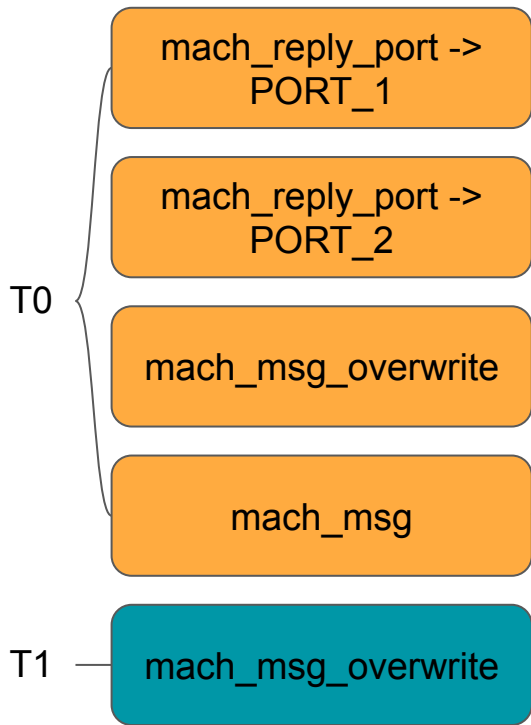 mach_reply_port ->
PORT_1
mach_reply_port ->
PORT_2
T0
mach_msg_overwrite
mach_msg
T1
mach_msg_overwrite